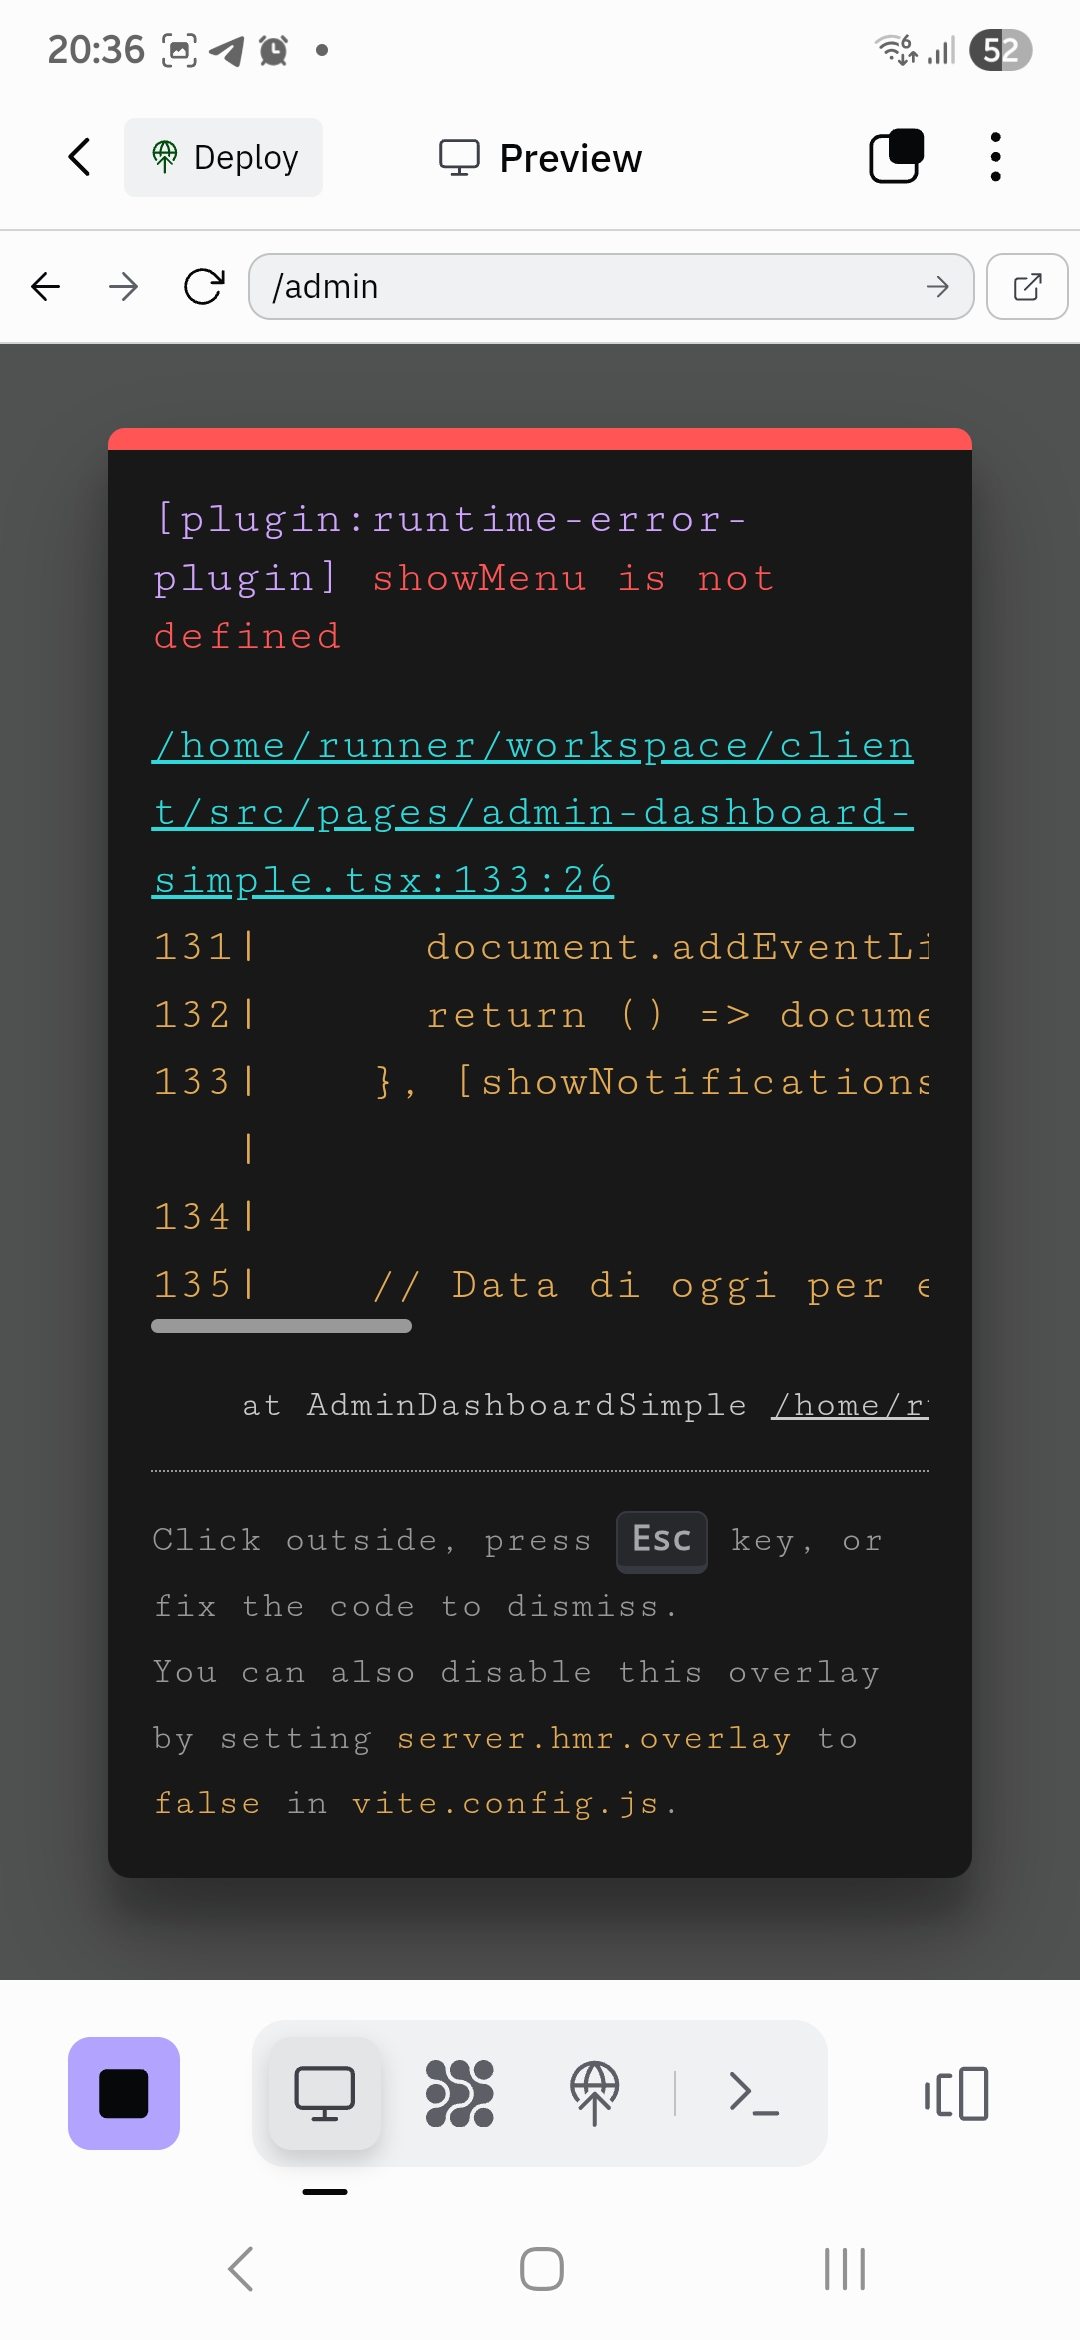 20:36
52
Deploy
Preview
/admin
[plugin:runtime-error-
plugin] showMenu is not
defined
/home/runner/workspace/clien
t/src/pages/admin-dashboard-
simple.tsx:133:26
131|      document.addEventLi
132|      return () => docume
133|    }, [showNotifications
|
134|
135|    // Data di oggi per e
at AdminDashboardSimple /home/r
Click outside, press Esc key, or
fix the code to dismiss.
You can also disable this overlay
by setting server.hmr.overlay to
false in vite.config.js.